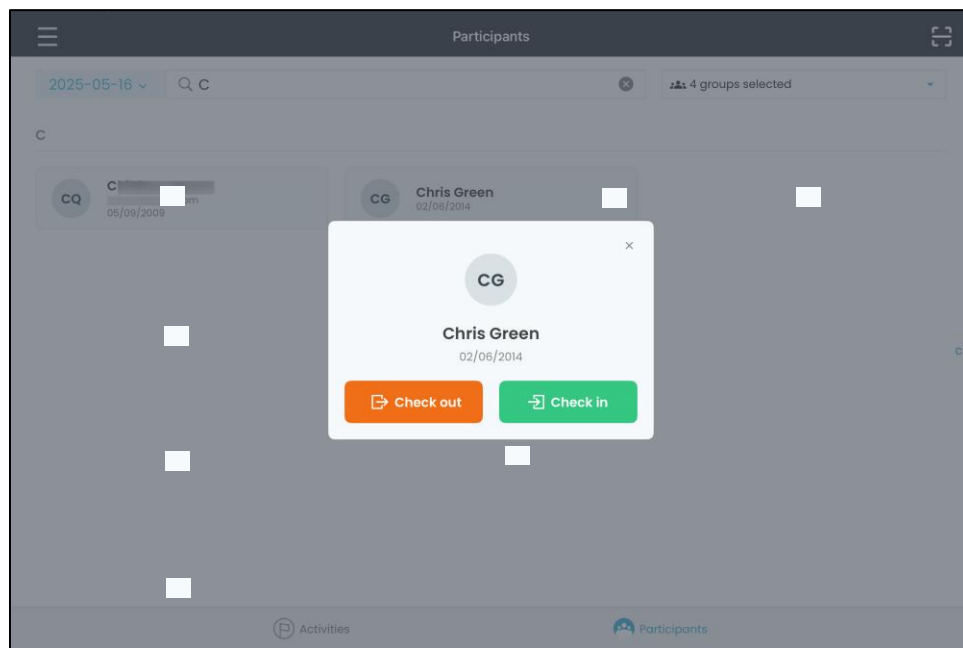 Participants
2025-05-16
C
4 groups selected
C
CQ
C
om
05/09/2009
CG
Chris Green
02/06/2014
CG
Chris Green
02/06/2014
Check out
Check in
C
Activities
Participants